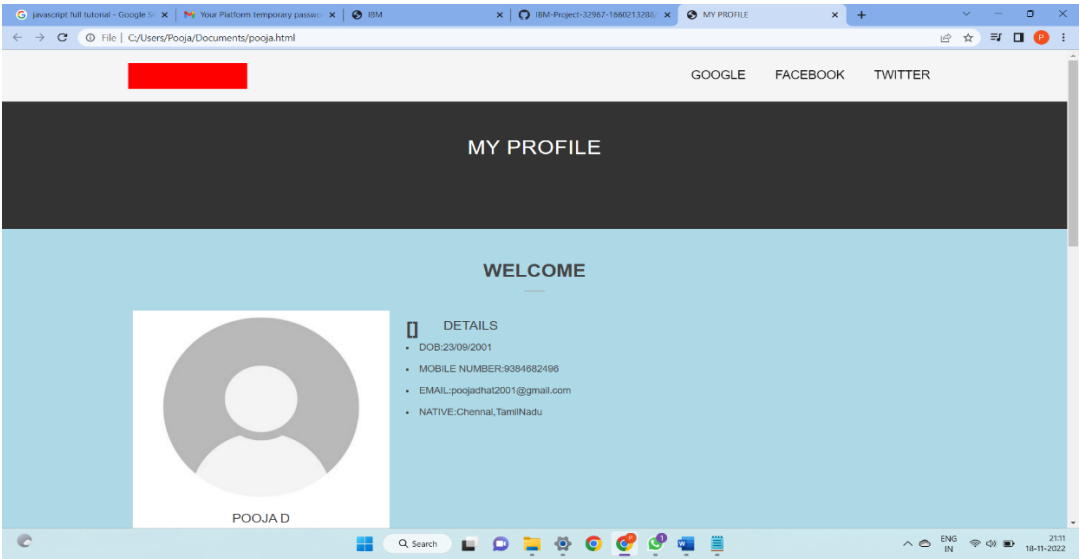 javascript full tutorial - Google Se
Your Platform temporary passwo
IBM
IBM-Project-32967-1660213288/
MY PROFILE
File | C:/Users/Pooja/Documents/pooja.html
GOOGLE FACEBOOK TWITTER
MY PROFILE
WELCOME
[] DETAILS
• DOB:23/09/2001
• MOBILE NUMBER:9384682496
• EMAIL:poojadhat2001@gmail.com
• NATIVE:Chennai,TamilNadu
POOJA D
Search
ENG
IN
21:11
18-11-2022